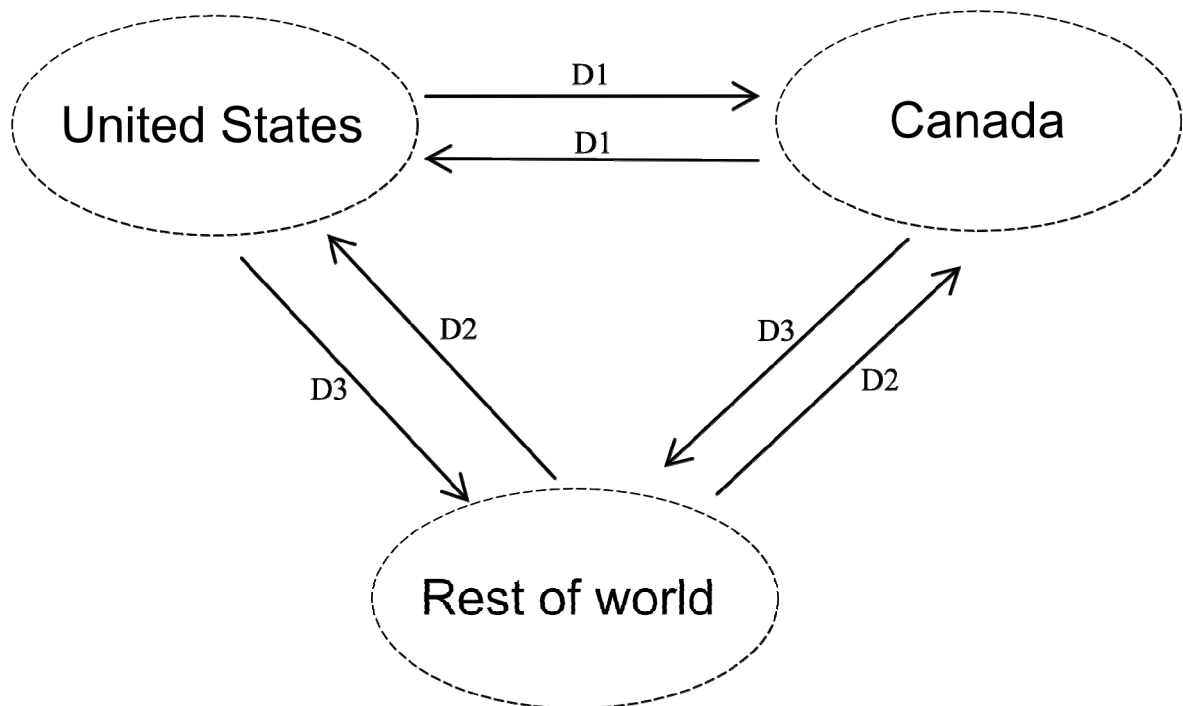 United States
D1
Canada
D1
D2
D3
D3
D2
Rest of world